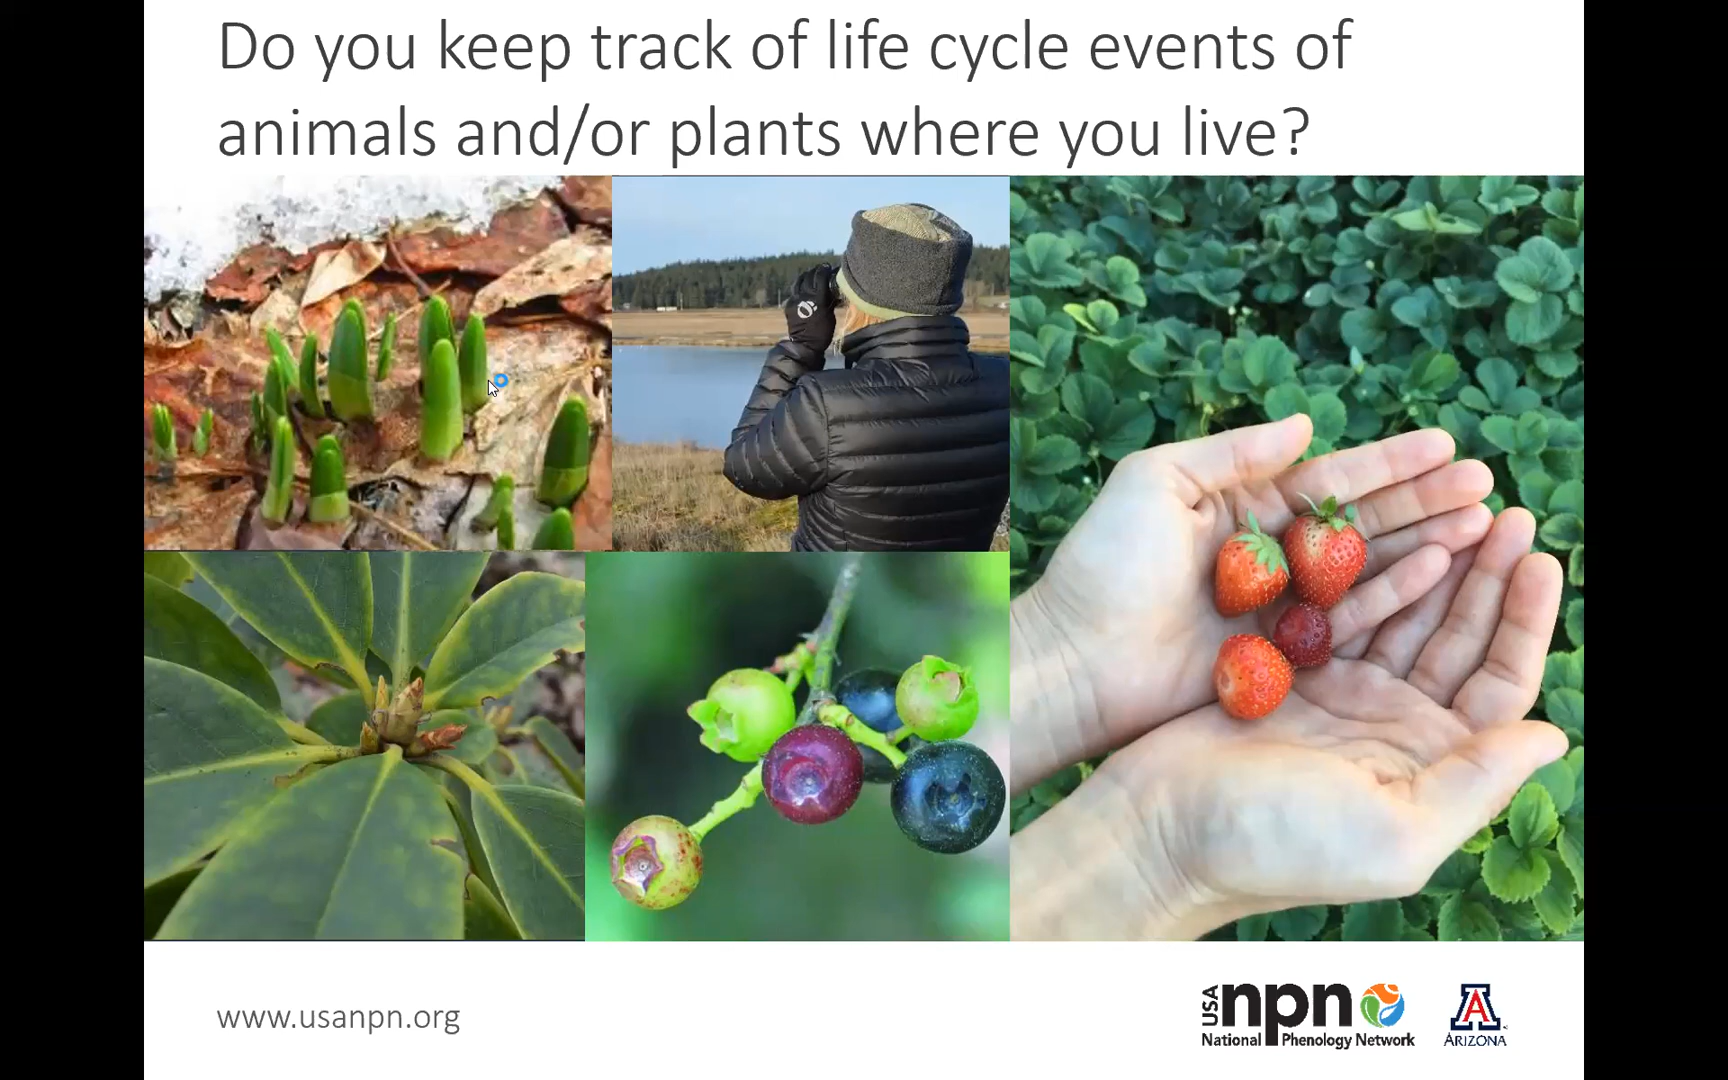 Do you keep track of life cycle events of
animals and/or plants where you live?
www.usanpn.org
USA npn
National Phenology Network
A
ARIZONA